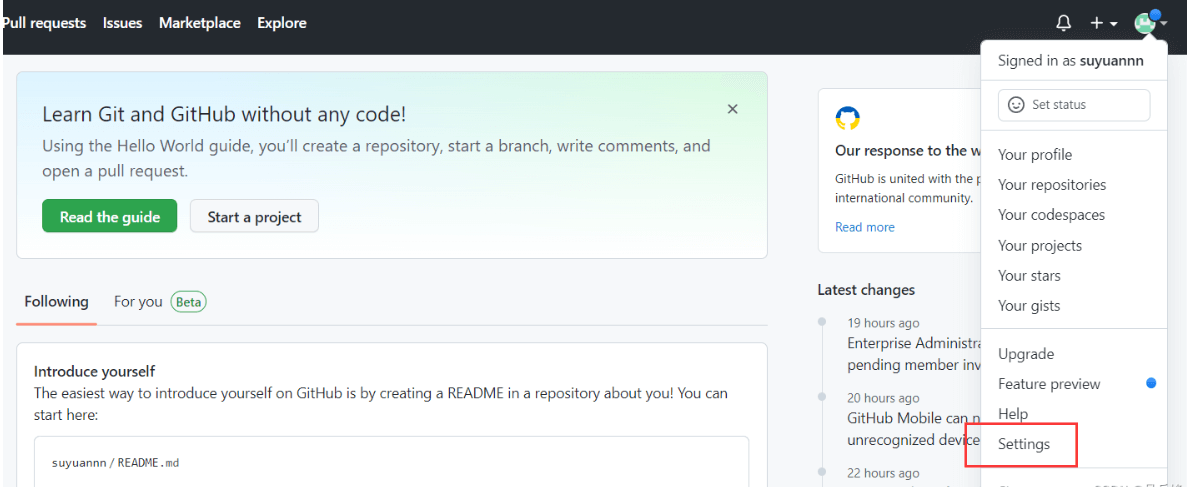 Pull requests Issues Marketplace Explore
Signed in as suyuannn
Set status
Your profile
Your repositories
Your codespaces
Your projects
Your stars
Your gists
Upgrade
Feature preview
Help
Settings
Learn Git and GitHub without any code!
Using the Hello World guide, you’ll create a repository, start a branch, write comments, and
open a pull request.
Read the guide Start a project
Following For you Beta
Introduce yourself
The easiest way to introduce yourself on GitHub is by creating a README in a repository about you! You can
start here:
suyuannn / README.md
Our response to the w
GitHub is united with the p
international community.
Read more
Latest changes
19 hours ago
Enterprise Administra
pending member inv
20 hours ago
GitHub Mobile can n
unrecognized device
22 hours ago